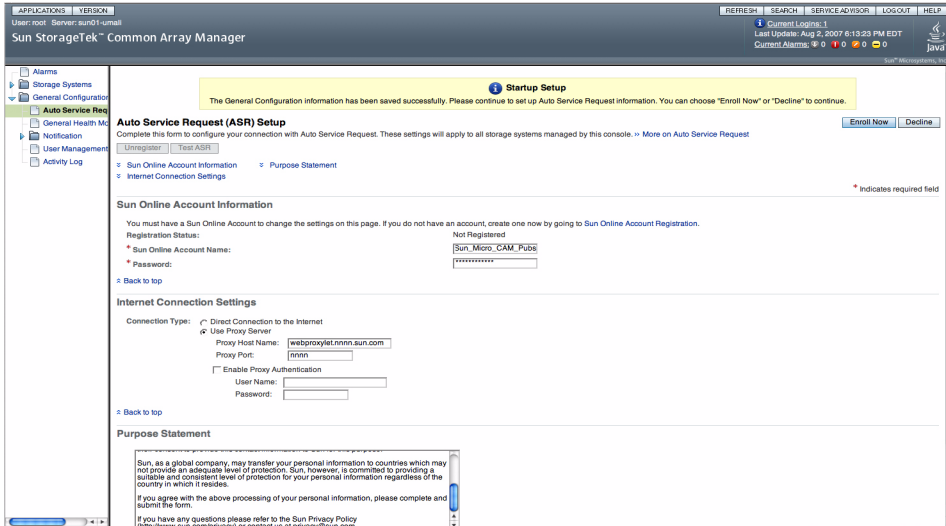 APPLICATIONS VERSION
REFRESH SEARCH SERVICE ADVISOR LOG OUT HELP
User: root Server: sun01-umall
Current Logins: 1
Last Update: Aug 2, 2007 6:13:23 PM EDT
Sun StorageTek™ Common Array Manager
Current Alarms: 0 0 0 0
Java
Sun™ Microsystems, Inc
Alarms
Storage Systems
General Configuration
Auto Service Req
General Health Mo
Notification
User Management
Activity Log
Startup Setup
The General Configuration information has been saved successfully. Please continue to set up Auto Service Request information. You can choose "Enroll Now" or "Decline" to continue.
Auto Service Request (ASR) Setup
Enroll Now Decline
Complete this form to configure your connection with Auto Service Request. These settings will apply to all storage systems managed by this console. ›› More on Auto Service Request
Unregister Test ASR
Sun Online Account Information Purpose Statement
Internet Connection Settings
* Indicates required field
Sun Online Account Information
You must have a Sun Online Account to change the settings on this page. If you do not have an account, create one now by going to Sun Online Account Registration.
Registration Status: Not Registered
* Sun Online Account Name: Sun_Micro_CAM_Pubs
* Password: ************
Back to top
Internet Connection Settings
Connection Type: Direct Connection to the Internet
Use Proxy Server
Proxy Host Name: webproxylet.nnnn.sun.com
Proxy Port: nnnn
Enable Proxy Authentication
User Name:
Password:
Back to top
Purpose Statement
Sun, as a global company, may transfer your personal information to countries which may
not provide an adequate level of protection. Sun, however, is committed to providing a
suitable and consistent level of protection for your personal information regardless of the
country in which it resides.
If you agree with the above processing of your personal information, please complete and
submit the form.
If you have any questions please refer to the Sun Privacy Policy